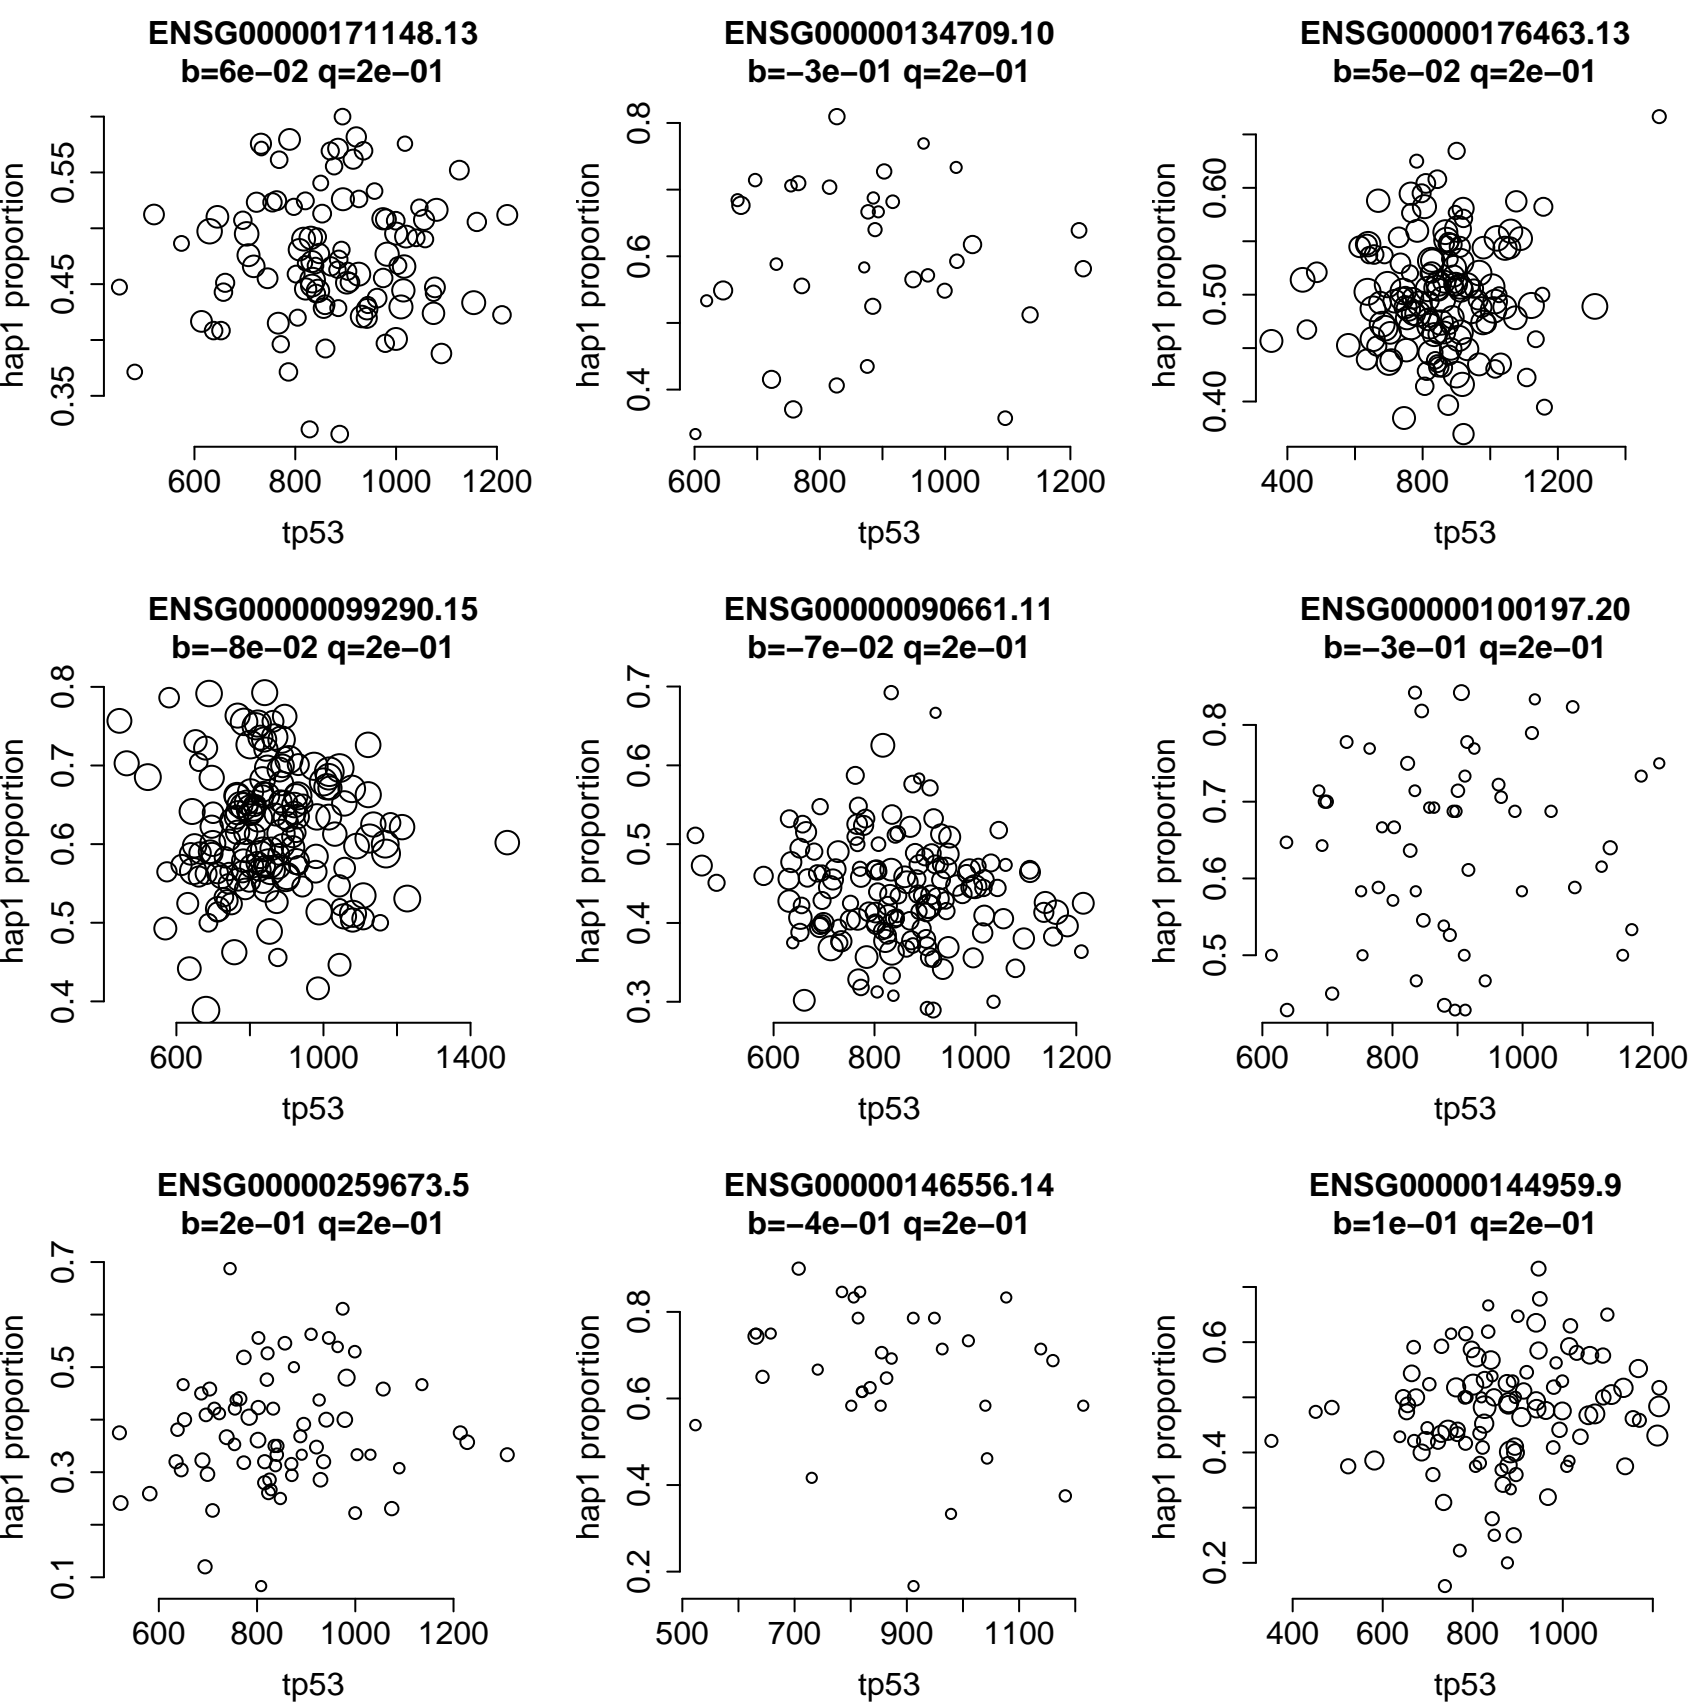 ENSG00000171148.13
b=6e−02 q=2e−01
hap1 proportion
0.35 0.45 0.55
600 800 1000 1200
tp53
ENSG00000134709.10
b=−3e−01 q=2e−01
hap1 proportion
0.4 0.6 0.8
600 800 1000 1200
tp53
ENSG00000176463.13
b=5e−02 q=2e−01
hap1 proportion
0.40 0.50 0.60
400 800 1200
tp53
ENSG00000099290.15
b=−8e−02 q=2e−01
hap1 proportion
0.4 0.5 0.6 0.7 0.8
600 1000 1400
tp53
ENSG00000090661.11
b=−7e−02 q=2e−01
hap1 proportion
0.3 0.4 0.5 0.6 0.7
600 800 1000 1200
tp53
ENSG00000100197.20
b=−3e−01 q=2e−01
hap1 proportion
0.5 0.6 0.7 0.8
600 800 1000 1200
tp53
ENSG00000259673.5
b=2e−01 q=2e−01
hap1 proportion
0.1 0.3 0.5 0.7
600 800 1000 1200
tp53
ENSG00000146556.14
b=−4e−01 q=2e−01
hap1 proportion
0.2 0.4 0.6 0.8
500 700 900 1100
tp53
ENSG00000144959.9
b=1e−01 q=2e−01
hap1 proportion
0.2 0.4 0.6
400 600 800 1000
tp53